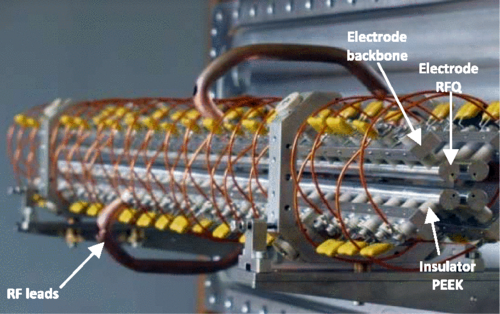 Electrode
backbone
Electrode
RFQ
Insulator
PEEK
RF leads